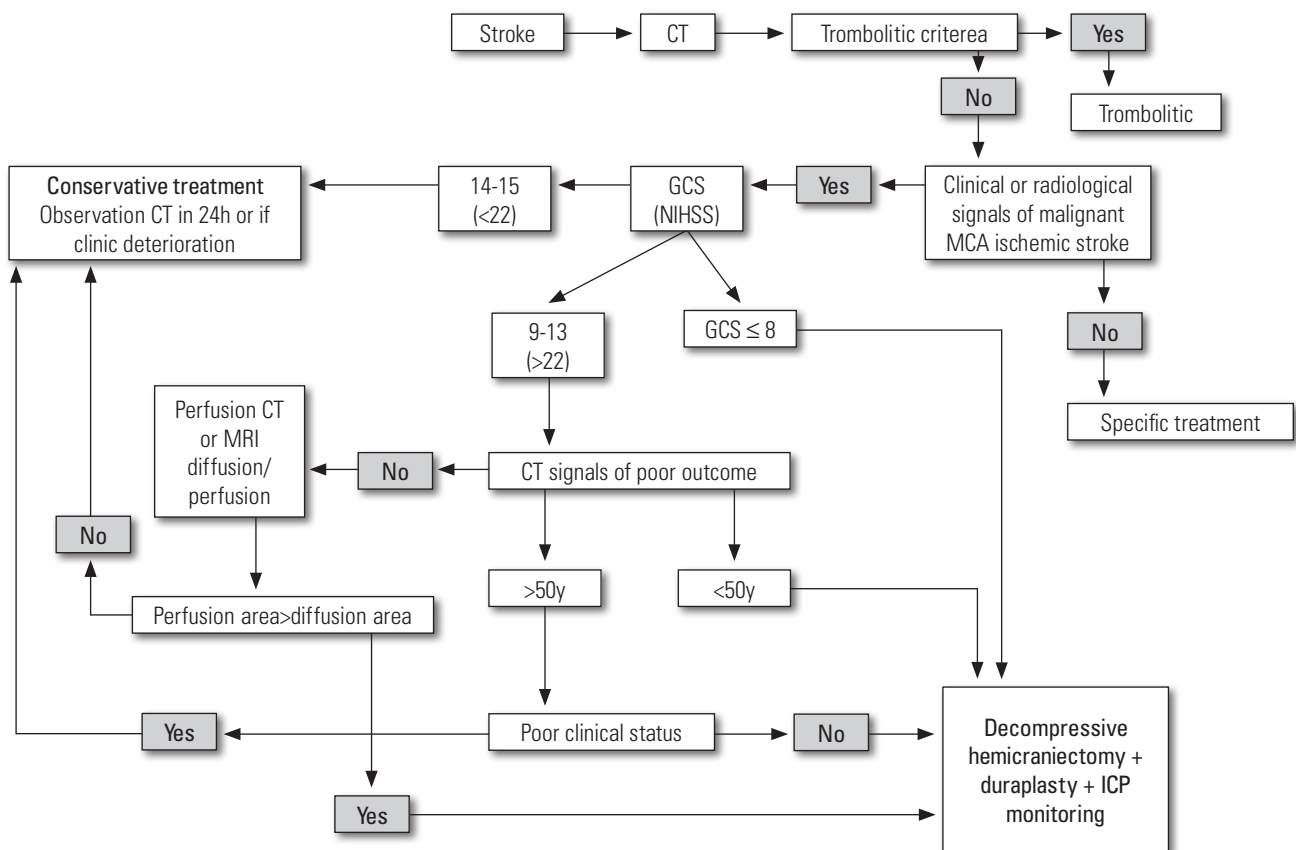 Stroke
CT
Trombolitic criterea
Yes
No
Trombolitic
Conservative treatment
Observation CT in 24h or if
clinic deterioration
14-15
(<22)
GCS
(NIHSS)
Yes
Clinical or radiological
signals of malignant
MCA ischemic stroke
9-13
(>22)
GCS ≤ 8
No
Perfusion CT
or MRI
diffusion/
perfusion
No
CT signals of poor outcome
Specific treatment
No
>50y
<50y
Perfusion area>diffusion area
Yes
Poor clinical status
No
Decompressive
hemicraniectomy +
duraplasty + ICP
monitoring
Yes